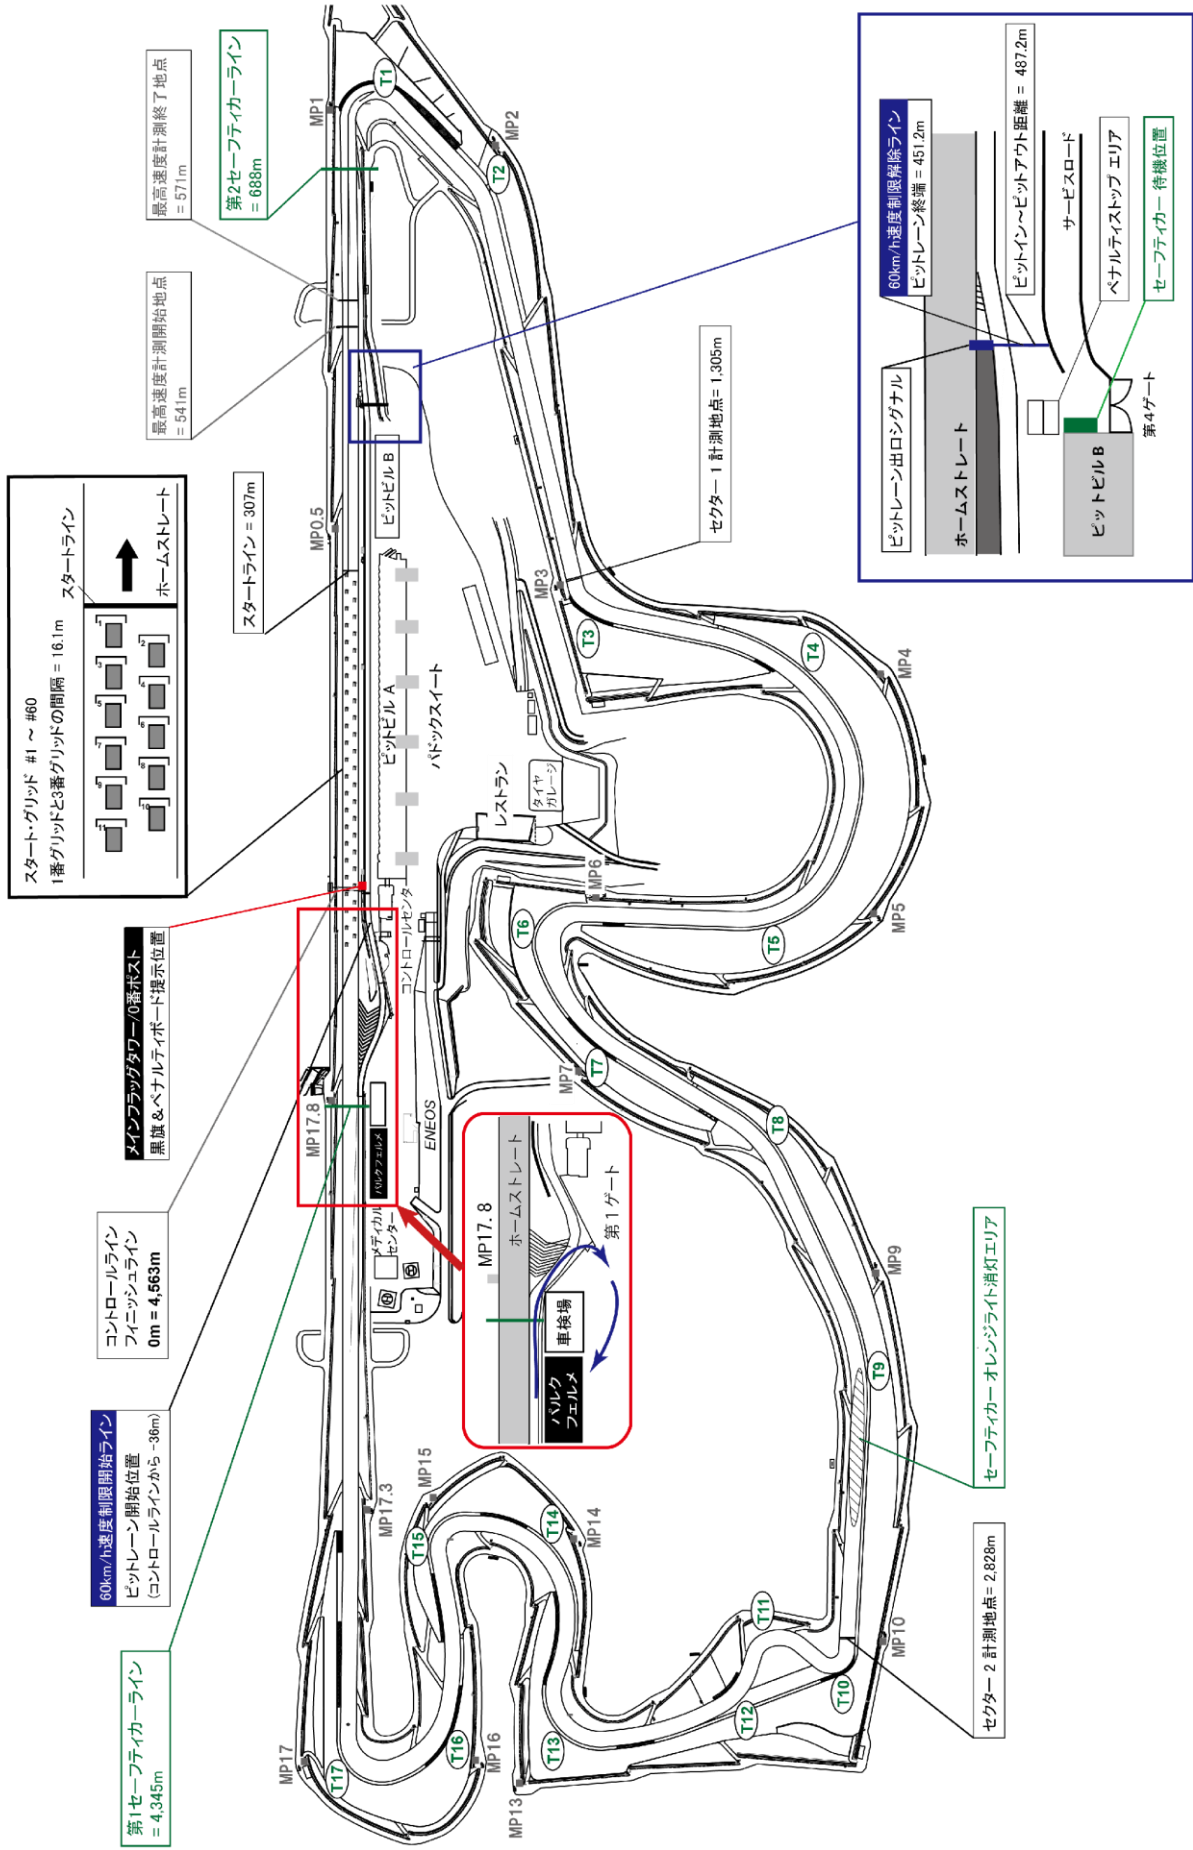 スタート・グリッド #1 ～ #60
1番グリッドと3番グリッドの間隔 = 16.1m
スタートライン
ホームストレート
1
2
3
4
5
6
7
8
9
10
11
第1セーフティカーライン
= 4,345m
60km/h速度制限開始ライン
ピットレーン開始位置
(コントロールラインから -36m)
コントロールライン
フィニッシュライン
0m = 4,563m
メインフラッグタワー/0番ポスト
黒旗&ペナルティボード提示位置
スタートライン = 307m
最高速度計測開始地点
= 541m
最高速度計測終了地点
= 571m
第2セーフティカーライン
= 688m
MP17
MP17.3
MP17.8
MP0.5
MP1
T17
T1
MP2
T2
パルクフェルメ
メディカル
センター
ENEOS
コントロールセンター
ピットビル A
ピットビル B
パドックスイート
レストラン
タイヤ
ガレージ
MP15
T15
T16
MP16
T14
MP14
MP13
T13
T12
T11
T10
MP10
T9
MP9
T8
MP7
T7
T6
MP6
T5
MP5
T4
MP4
T3
MP3
セクター 1 計測地点= 1,305m
セクター 2 計測地点= 2,828m
セーフティカー オレンジライト消灯エリア
MP17.8
ホームストレート
車検場
パルク
フェルメ
第1ゲート
60km/h速度制限解除ライン
ピットレーン終端 = 451.2m
ピットレーン出口シグナル
ピットイン～ピットアウト距離 = 487.2m
ホームストレート
サービスロード
ペナルティストップ エリア
セーフティカー 待機位置
ピットビル B
第4ゲート